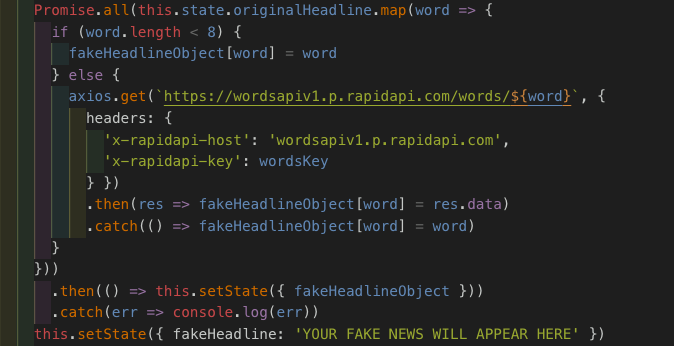 Promise.all(this.state.originalHeadline.map(word => {
if (word.length < 8) {
fakeHeadlineObject[word] = word
} else {
axios.get(`https://wordsapiv1.p.rapidapi.com/words/${word}`, {
headers: {
'x-rapidapi-host': 'wordsapiv1.p.rapidapi.com',
'x-rapidapi-key': wordsKey
} })
.then(res => fakeHeadlineObject[word] = res.data)
.catch(() => fakeHeadlineObject[word] = word)
}
}))
.then(() => this.setState({ fakeHeadlineObject }))
.catch(err => console.log(err))
this.setState({ fakeHeadline: 'YOUR FAKE NEWS WILL APPEAR HERE' })